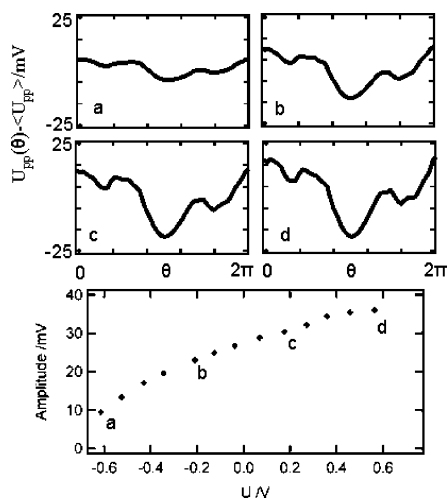 25
a
b
-25
U_pp(θ)-<U_pp>/mV
25
c
d
-25
0 θ 2π 0 θ 2π
40
30
20
10
0
Amplitude /mV
a
b
c
d
-0.6 -0.4 -0.2 0.0 0.2 0.4 0.6
U /V